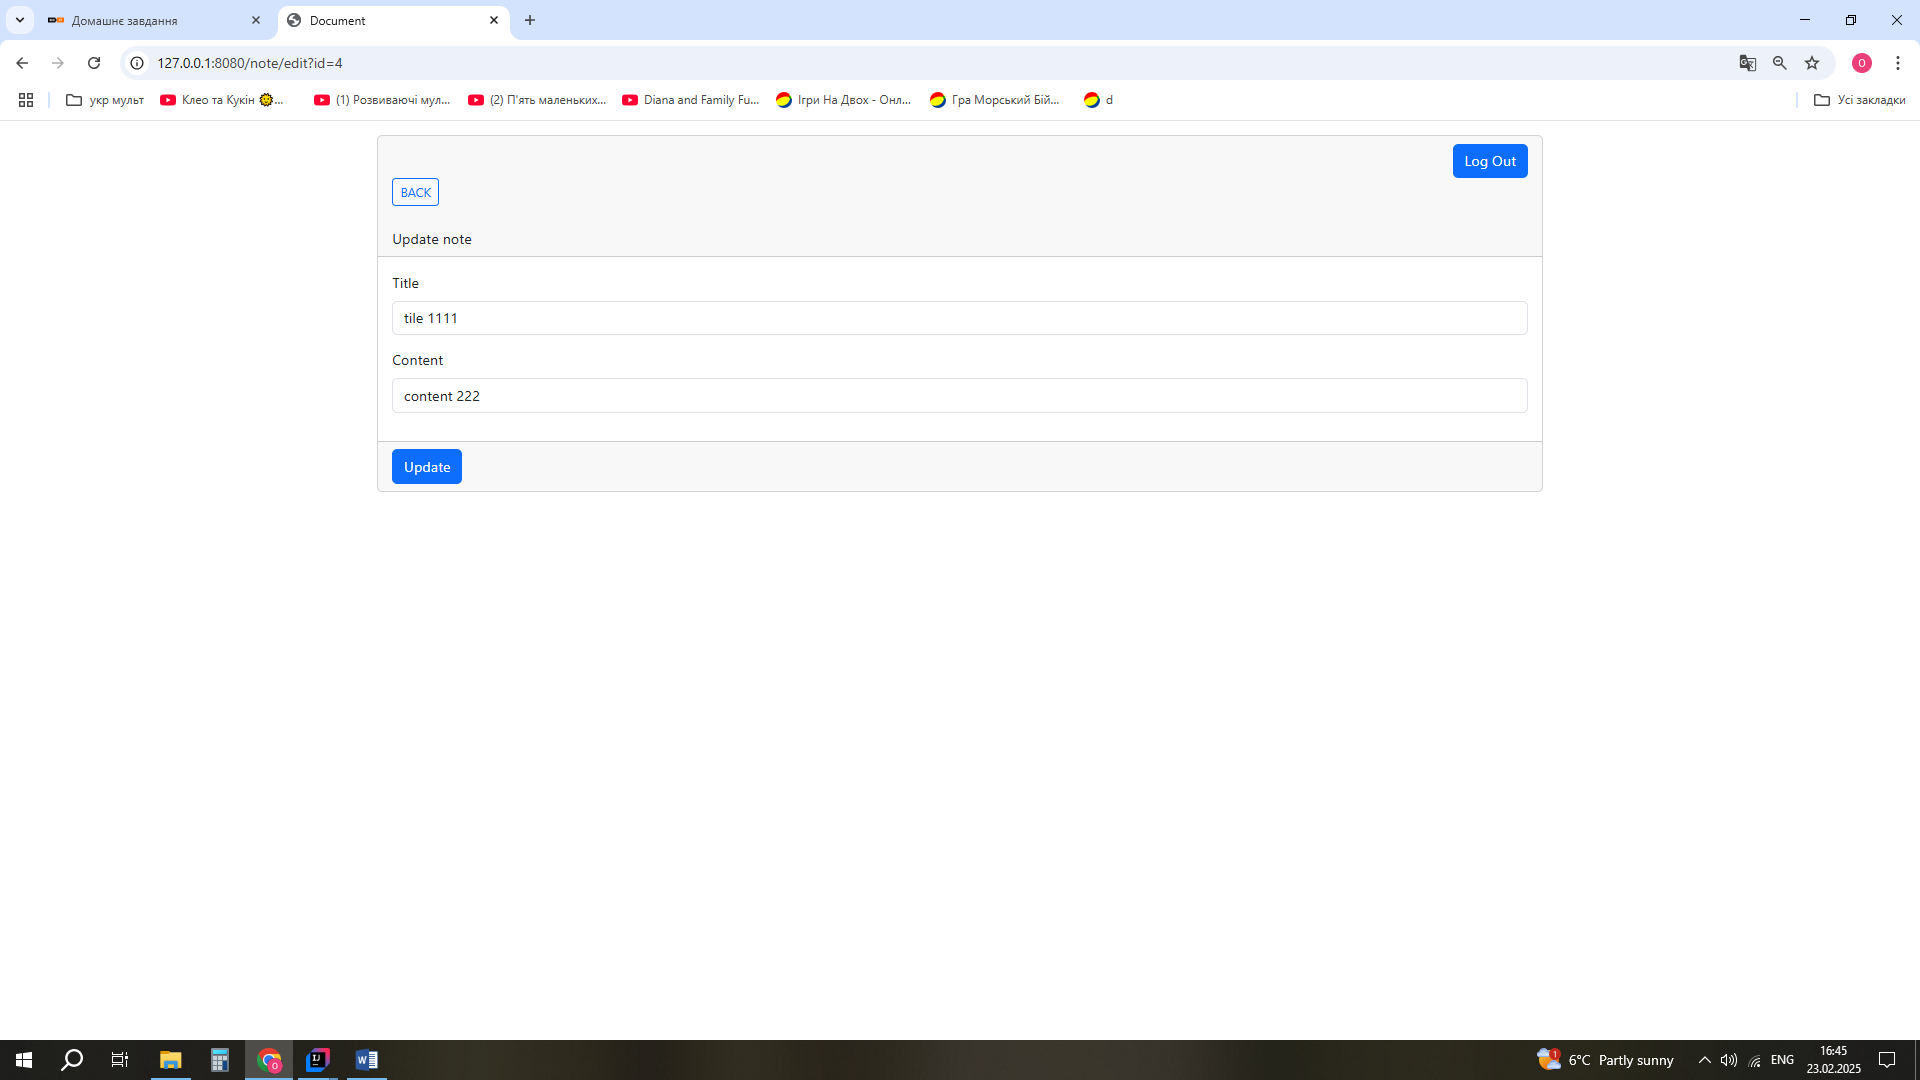 Домашнє завдання
Document
127.0.0.1:8080/note/edit?id=4
O
укр мульт
Клео та Кукін 🌞...
(1) Розвиваючі мул...
(2) П'ять маленьких...
Diana and Family Fu...
Ігри На Двох - Онл...
Гра Морський Бій...
d
Усі закладки
Log Out
BACK
Update note
Title
tile 1111
Content
content 222
Update
1
6°C Partly sunny
ENG
16:45
23.02.2025